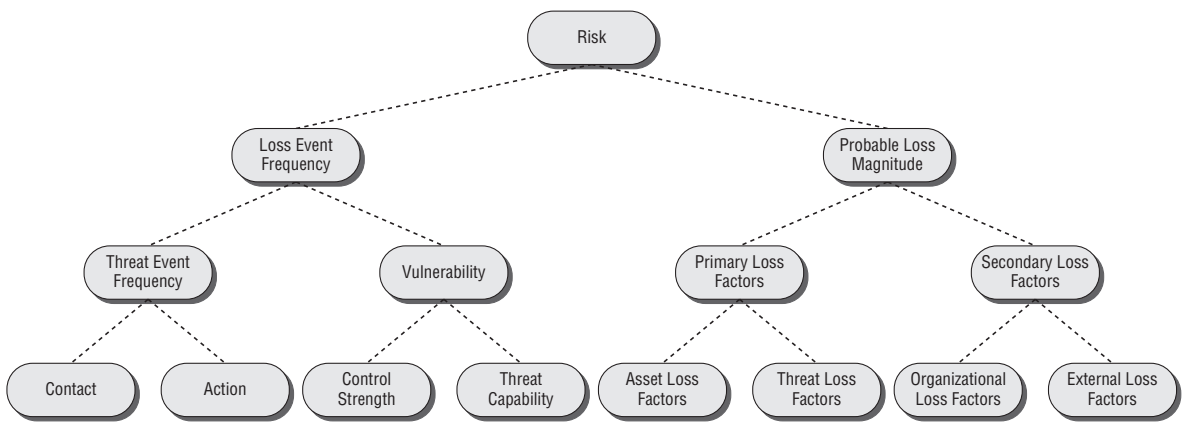 Risk
Loss Event
Frequency
Probable Loss
Magnitude
Threat Event
Frequency
Vulnerability
Primary Loss
Factors
Secondary Loss
Factors
Contact
Action
Control
Strength
Threat
Capability
Asset Loss
Factors
Threat Loss
Factors
Organizational
Loss Factors
External Loss
Factors